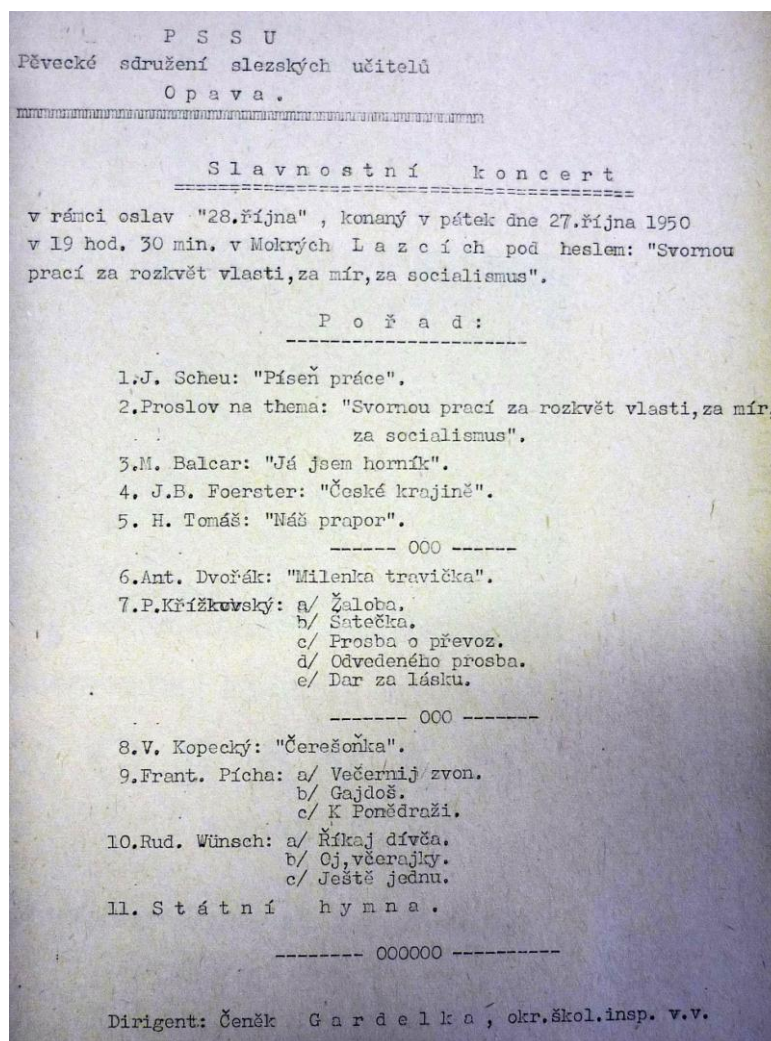 P S S U
Pěvecké sdružení slezských učitelů
O p a v a .
S l a v n o s t n í   k o n c e r t
v rámci oslav "28.října" , konaný v pátek dne 27.října 1950
v 19 hod. 30 min. v Mokrých L a z c í ch pod heslem: "Svornou
prací za rozkvět vlasti,za mír,za socialismus".
P o ř a d :
1.J. Scheu: "Píseň práce".
2.Proslov na thema: "Svornou prací za rozkvět vlasti,za mír,
za socialismus".
3.M. Balcar: "Já jsem horník".
4. J.B. Foerster: "České krajině".
5. H. Tomáš: "Náš prapor".
------ OOO ------
6.Ant. Dvořák: "Milenka travička".
7.P.Křížkovský: a/ Žaloba.
b/ Šatečka.
c/ Prosba o převoz.
d/ Odvedeného prosba.
e/ Dar za lásku.
------- OOO -------
8.V. Kopecký: "Čerešoňka".
9.Frant. Pícha: a/ Večernij zvon.
b/ Gajdoš.
c/ K Ponědraži.
10.Rud. Wünsch: a/ Říkaj dívča.
b/ Oj,včerajky.
c/ Ještě jednu.
11. S t á t n í   h y m n a .
-------- OOOOOO ----------
Dirigent: Čeněk G a r d e l k a , okr.škol.insp. v.v.